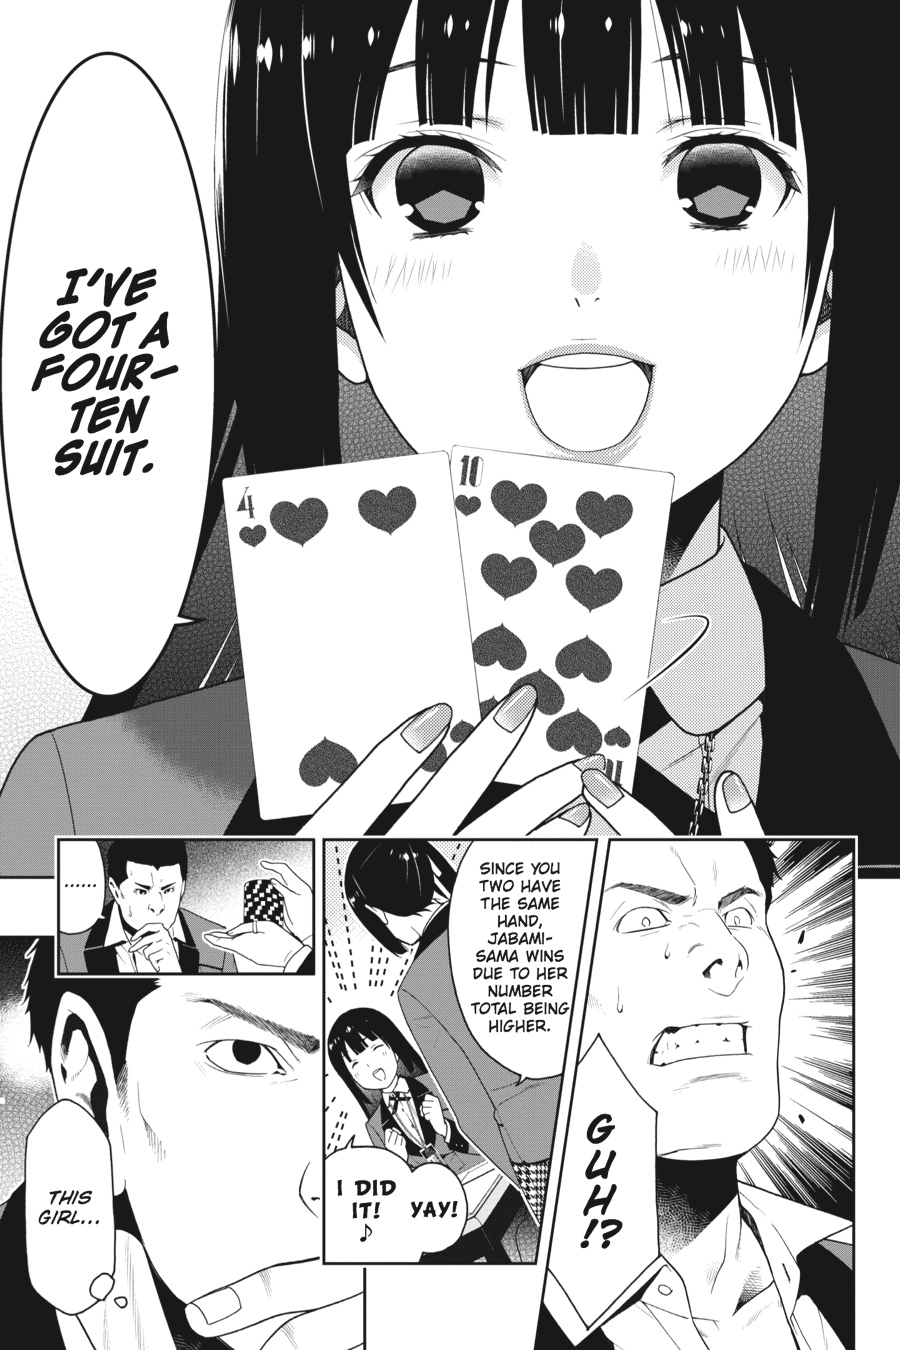 I'VE
GOT A
FOUR-
TEN
SUIT.
4
10
10
GUH!?
SINCE YOU
TWO HAVE
THE SAME
HAND,
JABAMI-
SAMA WINS
DUE TO HER
NUMBER
TOTAL BEING
HIGHER.
I DID
IT!
♪
YAY!
......
THIS
GIRL...